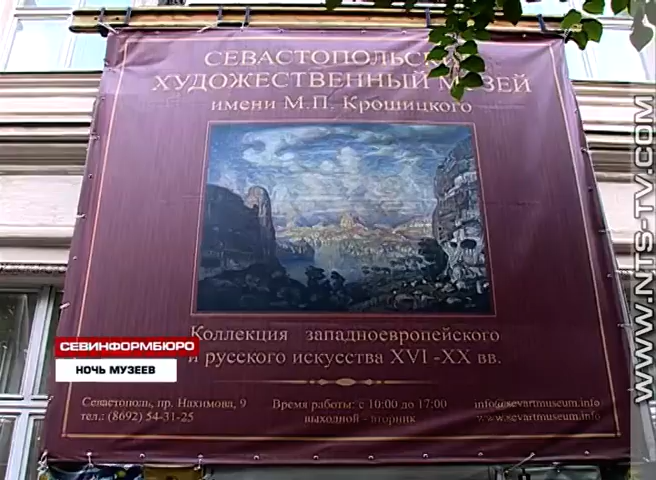 СЕВАСТОПОЛЬСКИЙ
ХУДОЖЕСТВЕННЫЙ МУЗЕЙ
имени М.П. Крошицкого
Коллекция западноевропейского
и русского искусства XVI -XX вв.
СЕВИНФОРМБЮРО
НОЧЬ МУЗЕЕВ
Севастополь, пр. Нахимова, 9
тел.: (8692) 54-31-25
Время работы: с 10:00 до 17:00
выходной - вторник
info@sevartmuseum.info
www.sevartmuseum.info
WWW.NTS-TV.COM